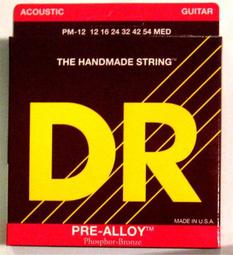 ACOUSTIC GUITAR
PM-12 12 16 24 32 42 54 MED
THE HANDMADE STRING™
DR
MADE IN U.S.A
PRE-ALLOY™
Phosphor-Bronze